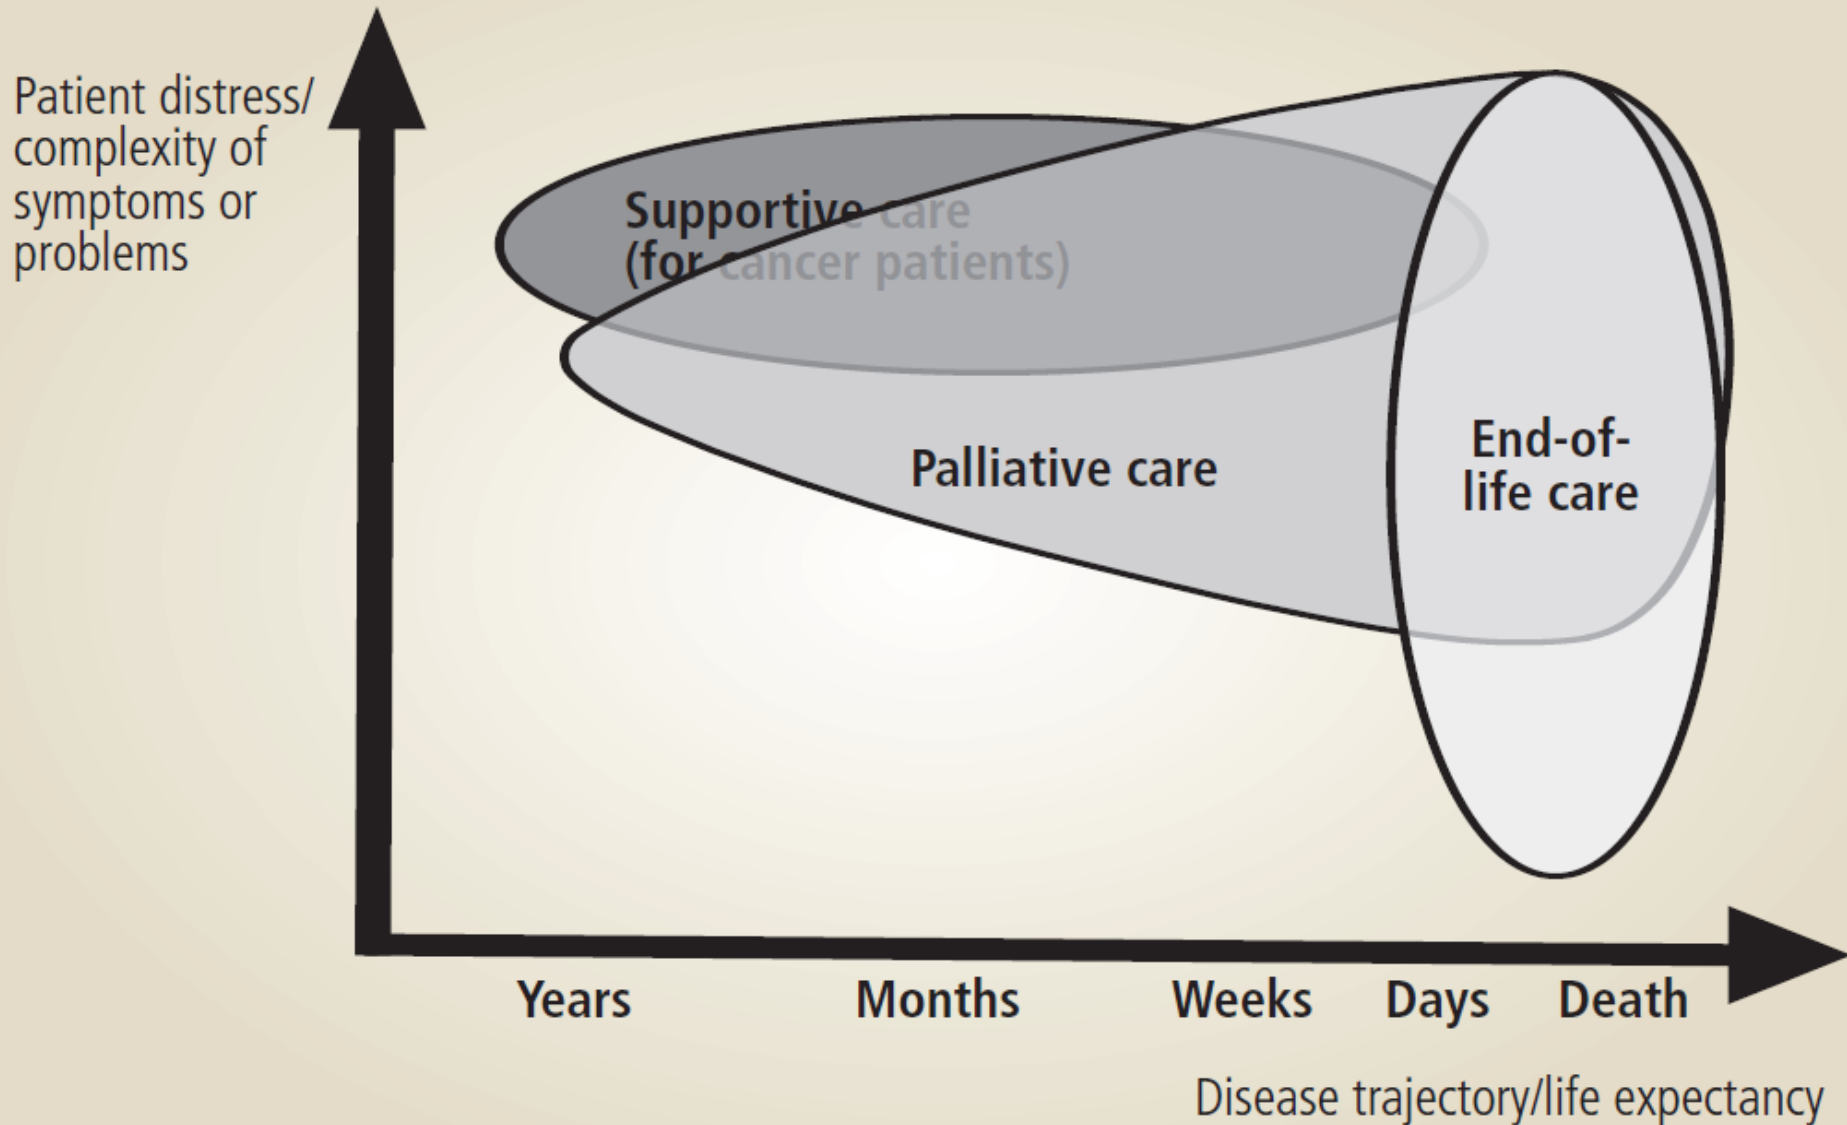 Patient distress/
complexity of
symptoms or
problems
Supportive care
(for cancer patients)
Palliative care
End-of-
life care
Years Months Weeks Days Death
Disease trajectory/life expectancy